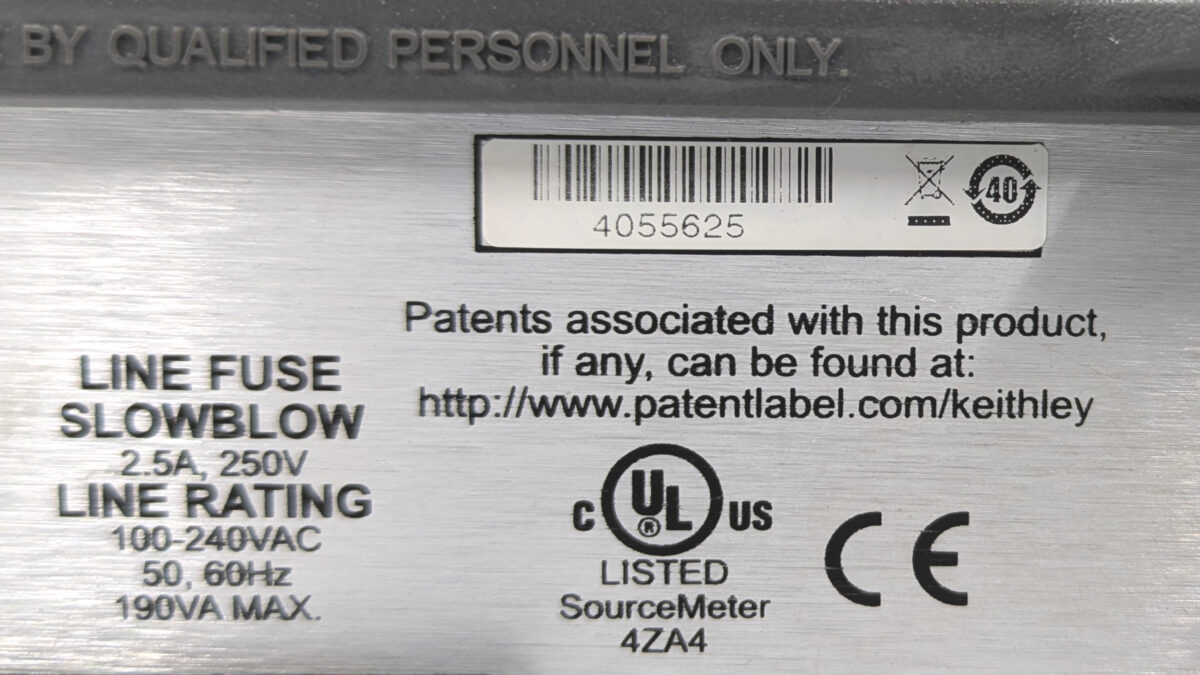 BY QUALIFIED PERSONNEL ONLY.
4055625
40
Patents associated with this product,
if any, can be found at:
http://www.patentlabel.com/keithley
LINE FUSE
SLOWBLOW
2.5A, 250V
LINE RATING
100-240VAC
50, 60Hz
190VA MAX.
C UL ® US
LISTED
SourceMeter
4ZA4
CE